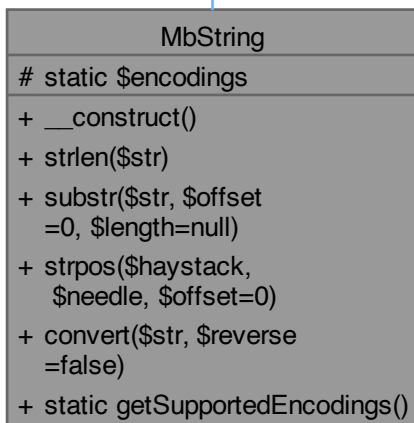 MbString
# static $encodings
+ __construct()
+ strlen($str)
+ substr($str, $offset
=0, $length=null)
+ strpos($haystack,
$needle, $offset=0)
+ convert($str, $reverse
=false)
+ static getSupportedEncodings()